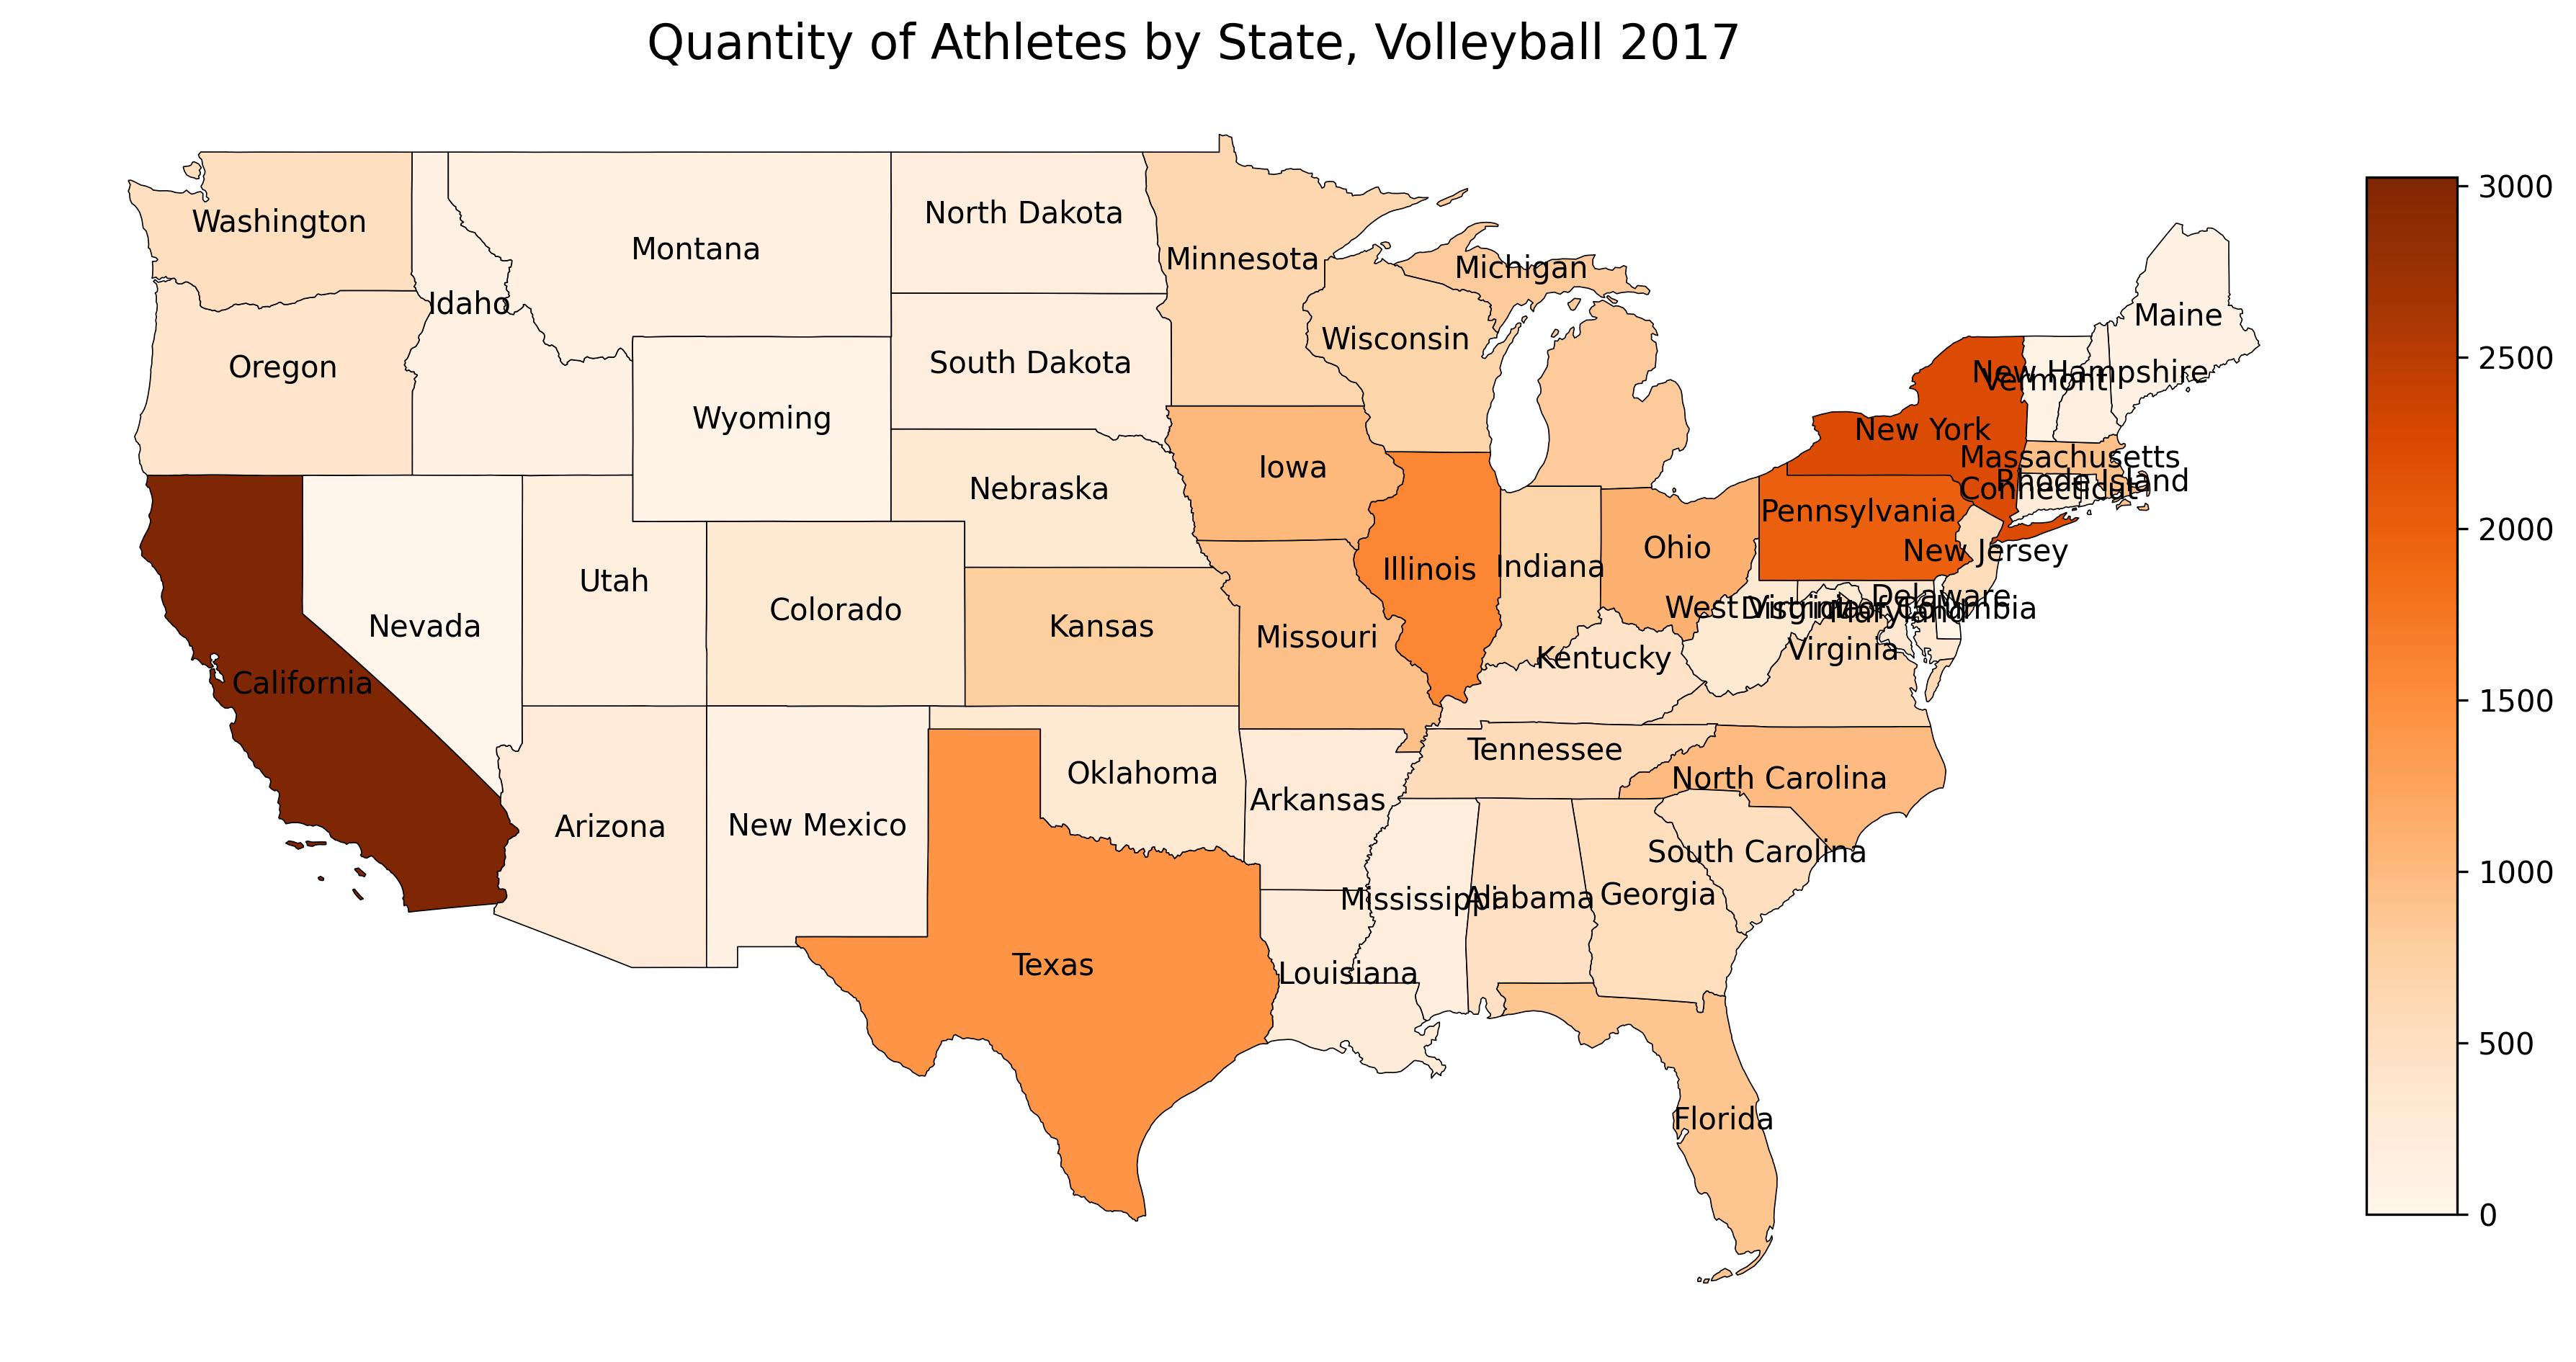 Quantity of Athletes by State, Volleyball 2017
3000
North Dakota
Washington
Montana
Minnesota
Michigan
Idaho
Maine
Wisconsin
2500
South Dakota
Oregon
New Hampshire
Vermont
Wyoming
New York
Massachusetts
Iowa
Rhode Island
Connecticut
Nebraska
Pennsylvania
2000
Ohio
New Jersey
Illinois
Indiana
Utah
Delaware
West Virginia
District of Columbia
Maryland
Colorado
Nevada
Kansas
Missouri
Virginia
Kentucky
California
1500
Tennessee
Oklahoma
North Carolina
Arkansas
New Mexico
Arizona
South Carolina
1000
Georgia
Mississippi
Alabama
Texas
Louisiana
500
Florida
0